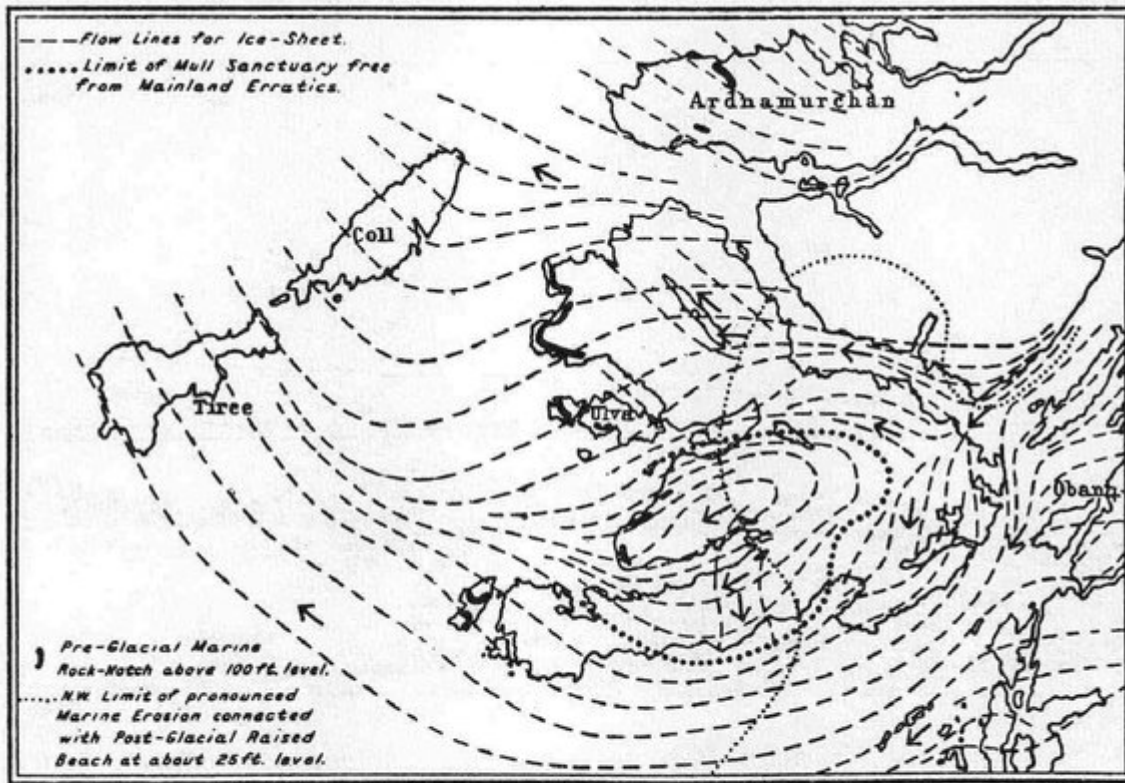 Flow Lines for Ice-Sheet.
Limit of Mull Sanctuary free
from Mainland Erratics.
Ardnamurchan
Coll
Tiree
Ulva
Oban
Pre-Glacial Marine
Rock-Notch above 100 ft. level.
N.W. Limit of pronounced
Marine Erosion connected
with Post-Glacial Raised
Beach at about 25 ft. level.